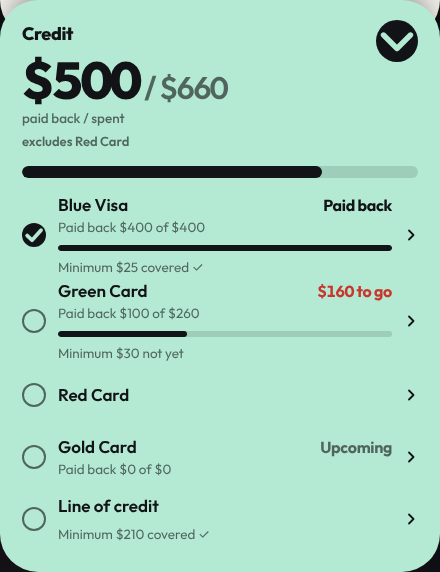 Credit
$500 / $660
paid back / spent
excludes Red Card
Blue Visa Paid back
Paid back $400 of $400
Minimum $25 covered ✓
Green Card $160 to go
Paid back $100 of $260
Minimum $30 not yet
Red Card
Gold Card Upcoming
Paid back $0 of $0
Line of credit
Minimum $210 covered ✓